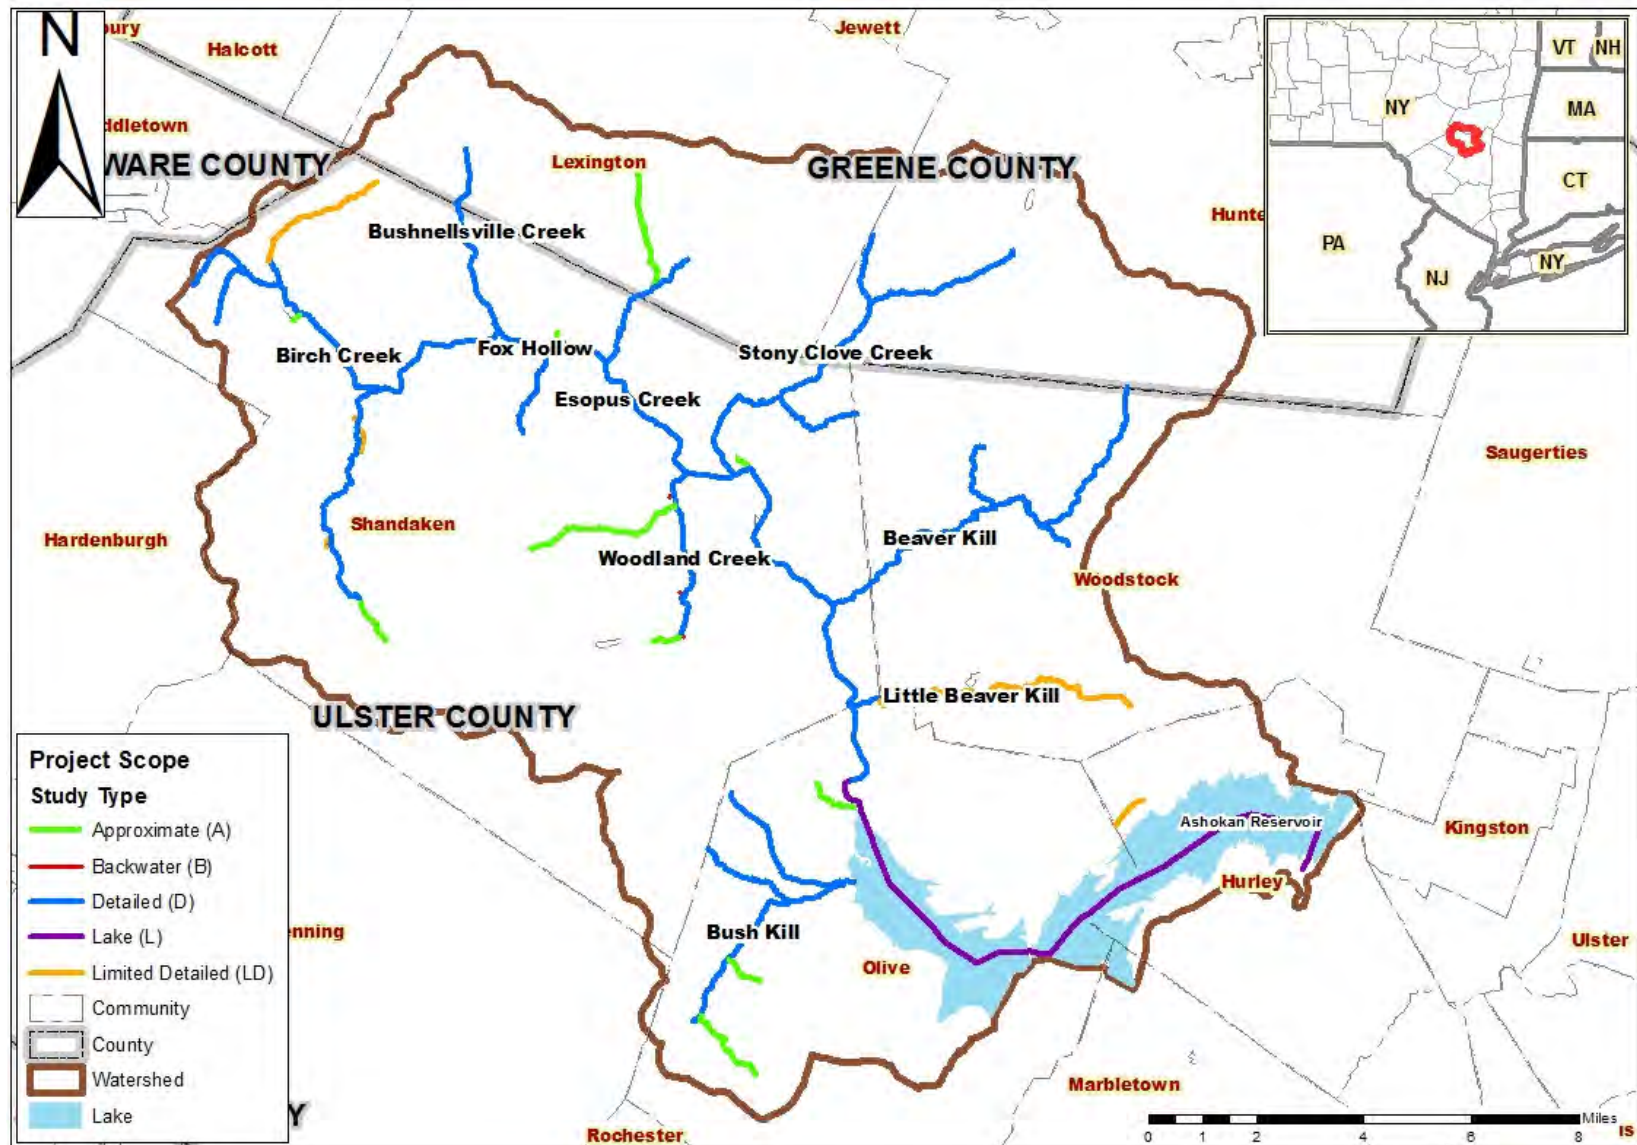 N
bury
Halcott
Jewett
VT NH
NY
MA
CT
PA
NJ
NY
ddletown
WARE COUNTY
Lexington
GREENE COUNTY
Hunte
Bushnellsville Creek
Birch Creek
Fox Hollow
Stony Clove Creek
Esopus Creek
Saugerties
Hardenburgh
Shandaken
Beaver Kill
Woodland Creek
Woodstock
Little Beaver Kill
ULSTER COUNTY
Ashokan Reservoir
Kingston
Hurley
enning
Bush Kill
Olive
Ulster
Marbletown
Rochester
Project Scope
Study Type
Approximate (A)
Backwater (B)
Detailed (D)
Lake (L)
Limited Detailed (LD)
Community
County
Watershed
Lake
Y
Miles
0 1 2 4 6 8
is